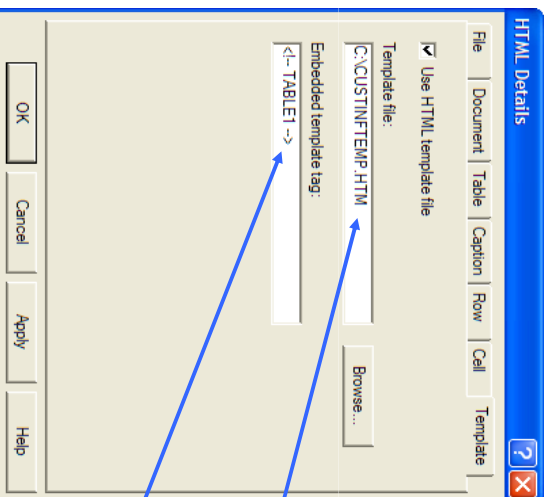 HTML Details
File Document Table Caption Row Cell Template
Use HTML template file
Template file:
C:\CUSTINFTEMP.HTM Browse...
Embedded template tag:
<!-- TABLE1 -->
OK Cancel Apply Help